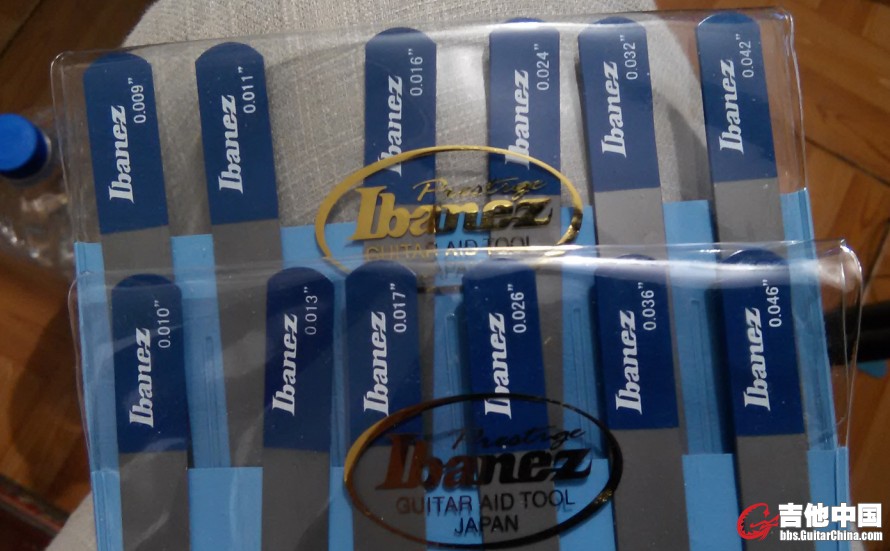 Ibanez 0.009"
Ibanez 0.011"
Ibanez 0.016"
Ibanez 0.024"
Ibanez 0.032"
Ibanez 0.042"
Prestige
Ibanez
GUITAR AID TOOL
JAPAN
Ibanez 0.010"
Ibanez 0.013"
Ibanez 0.017"
Ibanez 0.026"
Ibanez 0.036"
Ibanez 0.046"
Prestige
Ibanez
GUITAR AID TOOL
JAPAN
吉他中国
bbs.GuitarChina.com